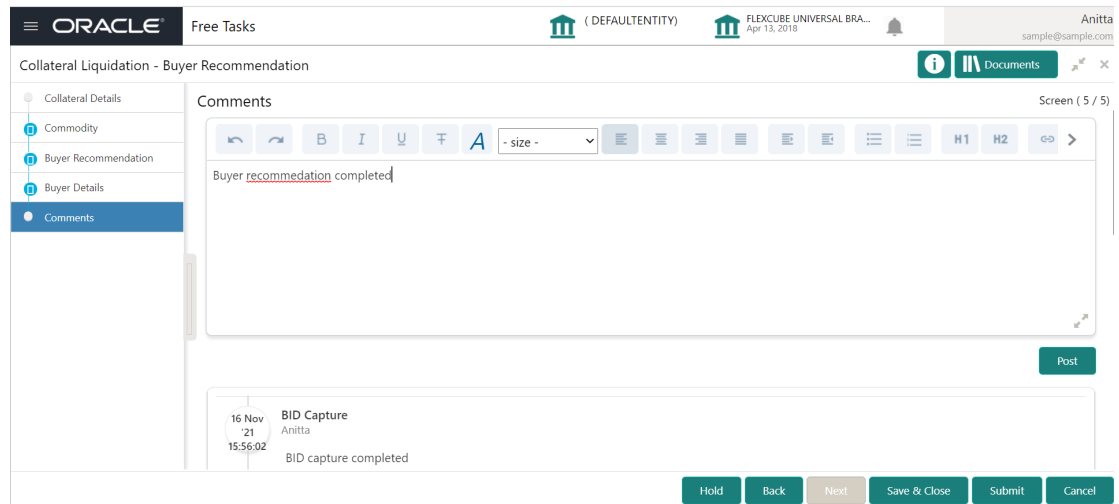 ORACLE®
Free Tasks
( DEFAULTENTITY)
FLEXCUBE UNIVERSAL BRA...
Apr 13, 2018
Anitta
sample@sample.com
Collateral Liquidation - Buyer Recommendation
Documents
Collateral Details
Commodity
Buyer Recommendation
Buyer Details
Comments
Comments
Screen ( 5 / 5)
B I U T A - size - H1 H2
Buyer recommedation completed
Post
16 Nov
'21
15:56:02
BID Capture
Anitta
BID capture completed
Hold Back Next Save & Close Submit Cancel